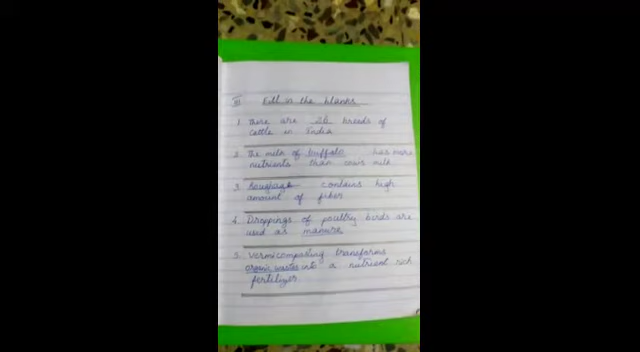 III Fill in the blanks
1. There are 26 breeds of
cattle in India
2. The milk of buffalo has more
nutrients than cows milk
3. Roughage contains high
amount of fiber
4. Droppings of poultry birds are
used as manure
5. Vermicomposting transforms
organic wastes into a nutrient rich
fertilizer